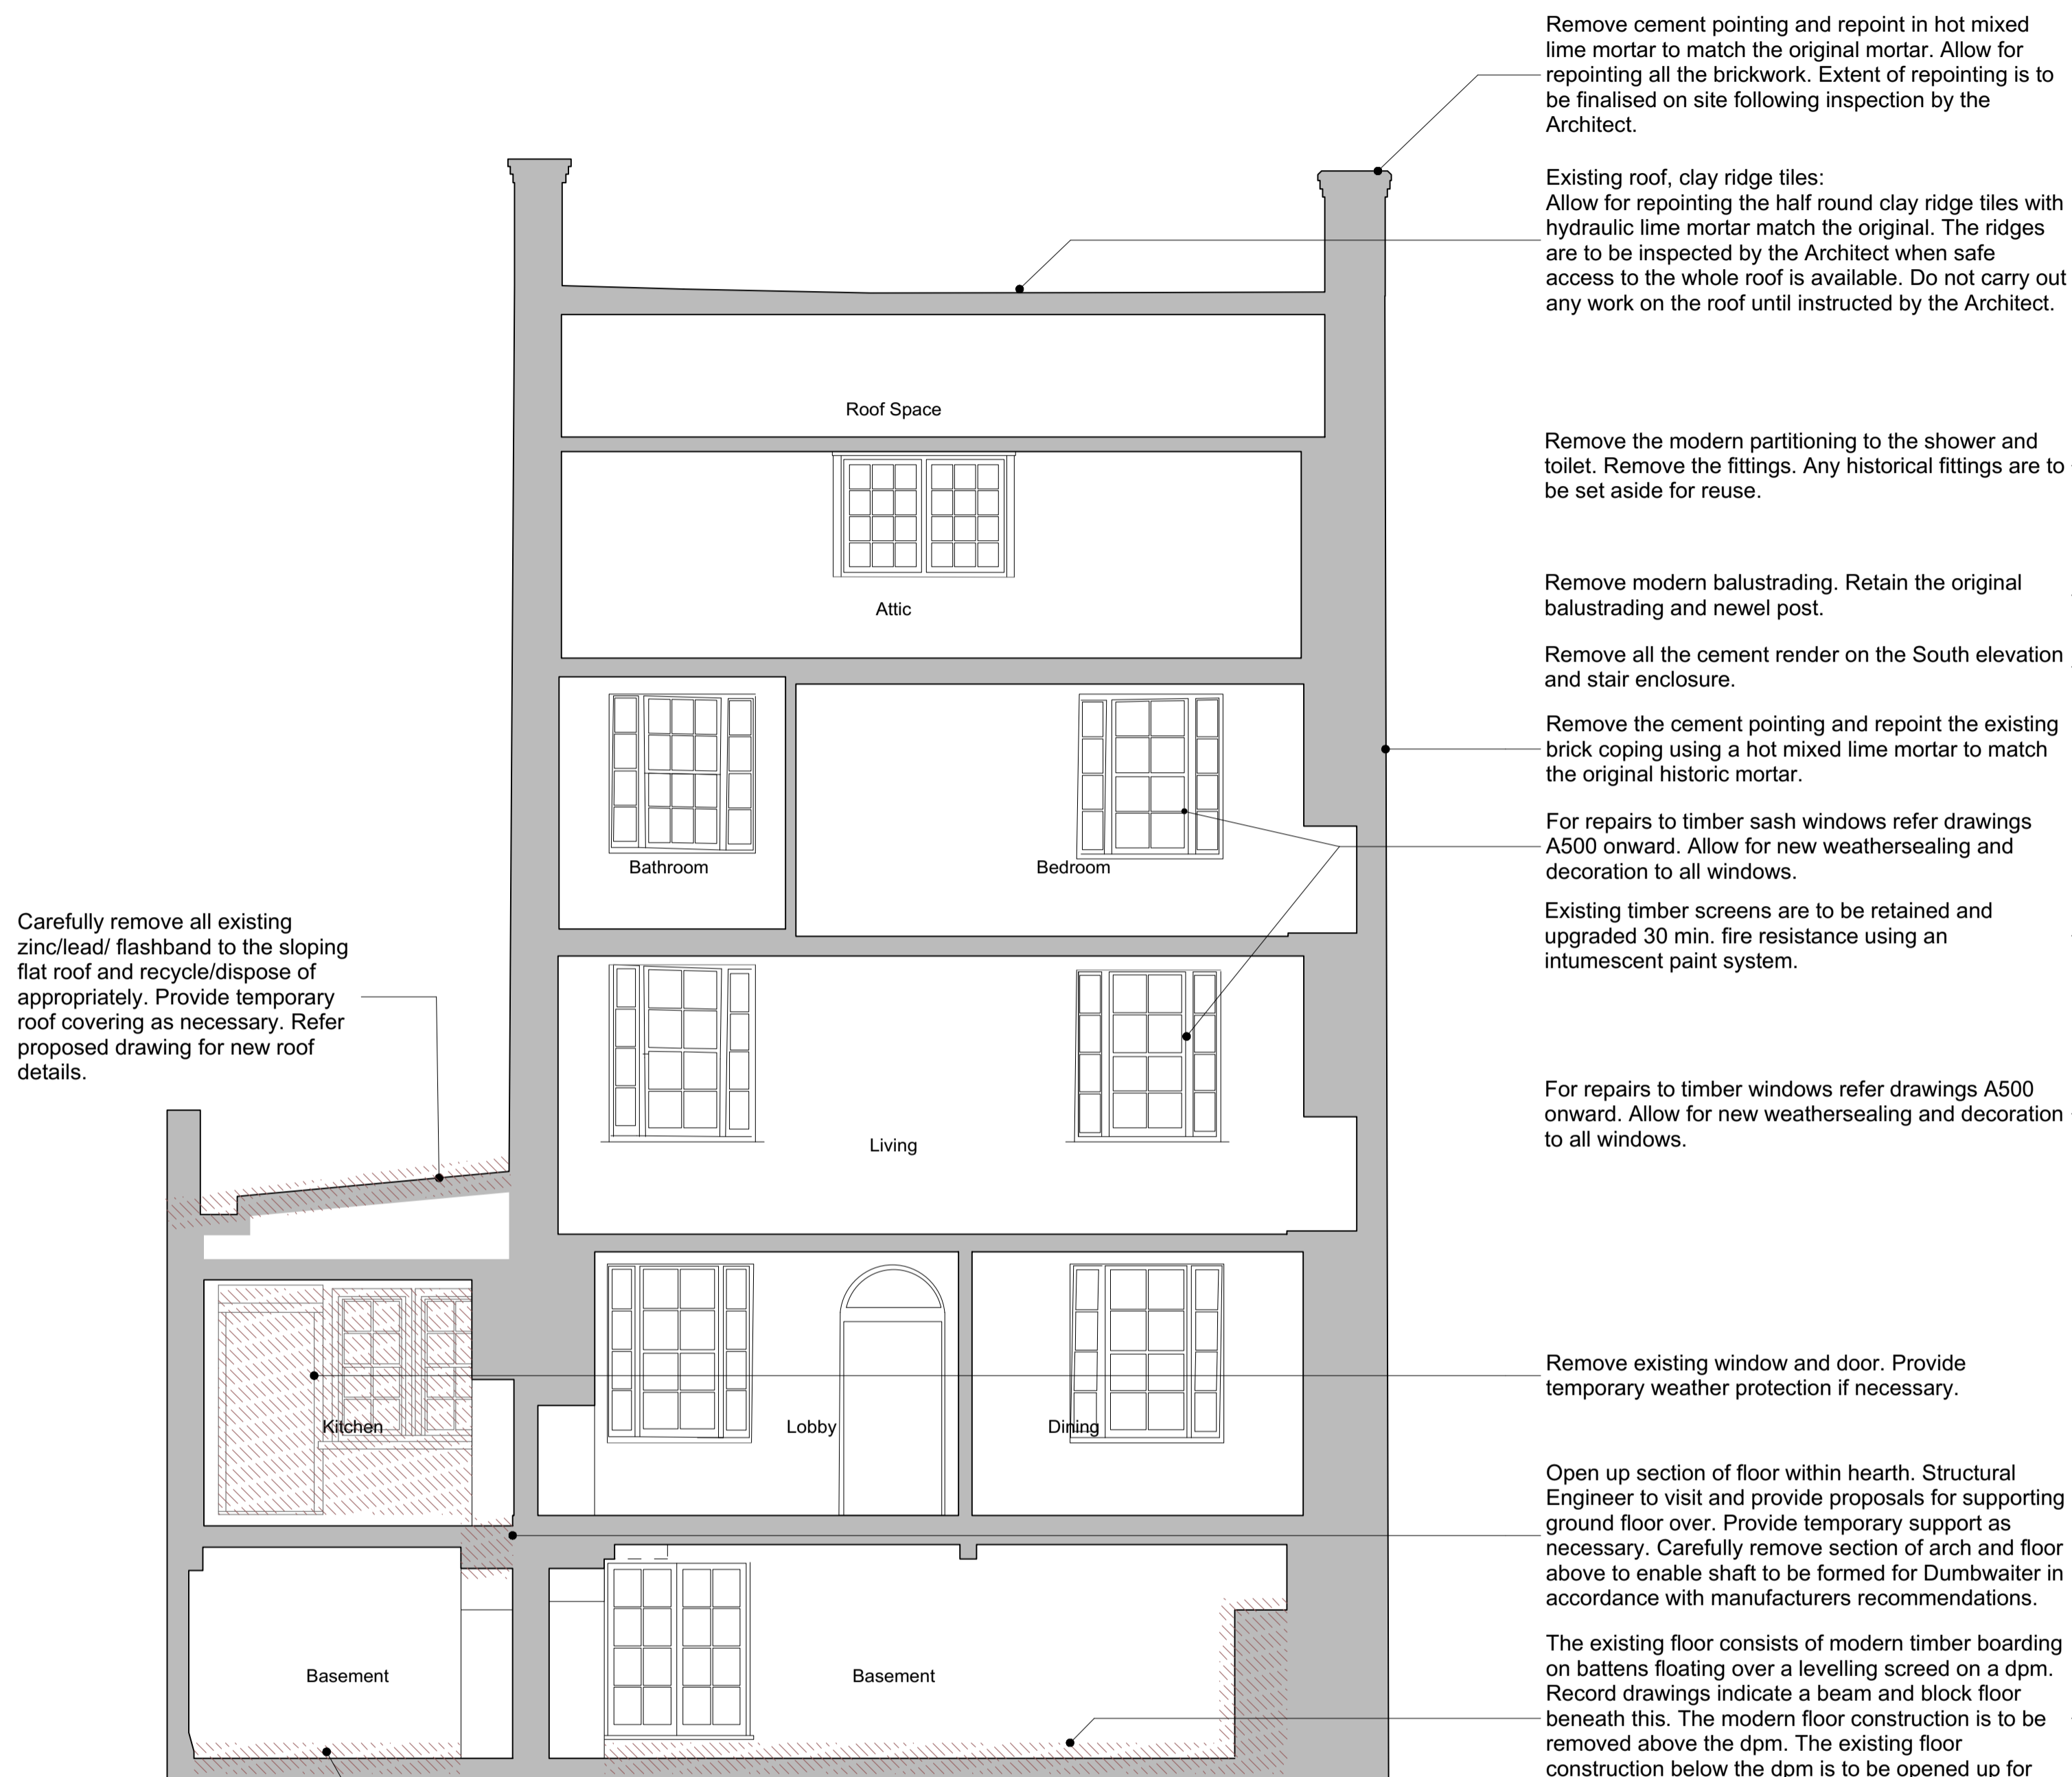 Remove cement pointing and repoint in hot mixed
lime mortar to match the original mortar. Allow for
repointing all the brickwork. Extent of repointing is to
be finalised on site following inspection by the
Architect.
Existing roof, clay ridge tiles:
Allow for repointing the half round clay ridge tiles with
hydraulic lime mortar match the original. The ridges
are to be inspected by the Architect when safe
access to the whole roof is available. Do not carry out
any work on the roof until instructed by the Architect.
Roof Space
Remove the modern partitioning to the shower and
toilet. Remove the fittings. Any historical fittings are to
be set aside for reuse.
Attic
Remove modern balustrading. Retain the original
balustrading and newel post.
Remove all the cement render on the South elevation
and stair enclosure.
Remove the cement pointing and repoint the existing
brick coping using a hot mixed lime mortar to match
the original historic mortar.
Bathroom
Bedroom
For repairs to timber sash windows refer drawings
A500 onward. Allow for new weathersealing and
decoration to all windows.
Existing timber screens are to be retained and
upgraded 30 min. fire resistance using an
intumescent paint system.
Carefully remove all existing
zinc/lead/ flashband to the sloping
flat roof and recycle/dispose of
appropriately. Provide temporary
roof covering as necessary. Refer
proposed drawing for new roof
details.
For repairs to timber windows refer drawings A500
onward. Allow for new weathersealing and decoration
to all windows.
Living
Remove existing window and door. Provide
temporary weather protection if necessary.
Kitchen
Lobby
Dining
Open up section of floor within hearth. Structural
Engineer to visit and provide proposals for supporting
ground floor over. Provide temporary support as
necessary. Carefully remove section of arch and floor
above to enable shaft to be formed for Dumbwaiter in
accordance with manufacturers recommendations.
Basement
Basement
The existing floor consists of modern timber boarding
on battens floating over a levelling screed on a dpm.
Record drawings indicate a beam and block floor
beneath this. The modern floor construction is to be
removed above the dpm. The existing floor
construction below the dpm is to be opened up for